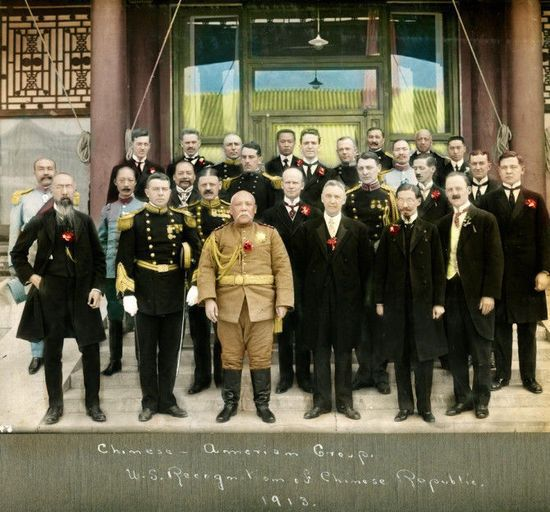 Chinese - American Group.
U.S. Recognition of Chinese Republic.
1913.